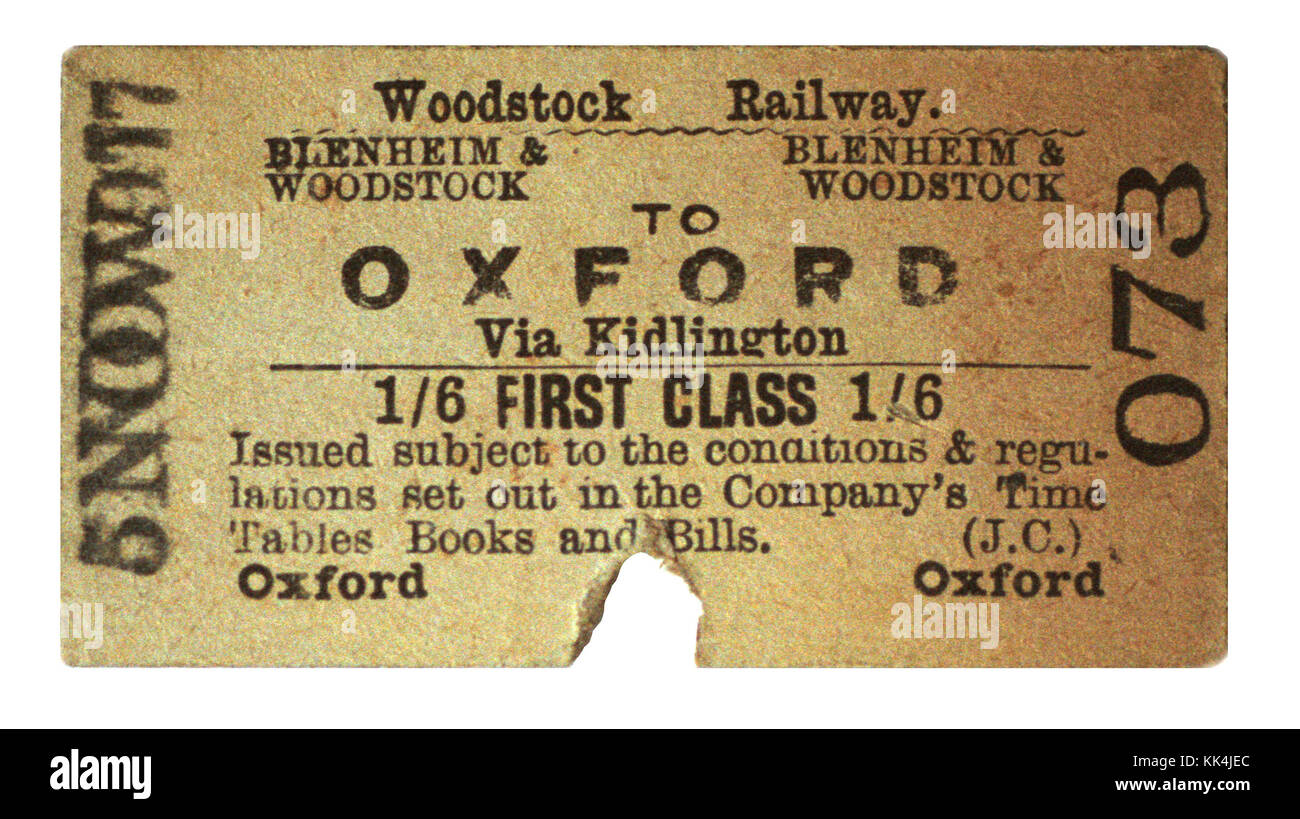 Woodstock Railway.
BLENHEIM & BLENHEIM &
WOODSTOCK WOODSTOCK
TO
OXFORD
Via Kidlington
1/6 FIRST CLASS 1/6
Issued subject to the conditions & regu-
lations set out in the Company's Time
Tables Books and Bills. (J.C.)
Oxford Oxford
073
a
alamy
Image ID: KK4JEC
www.alamy.com